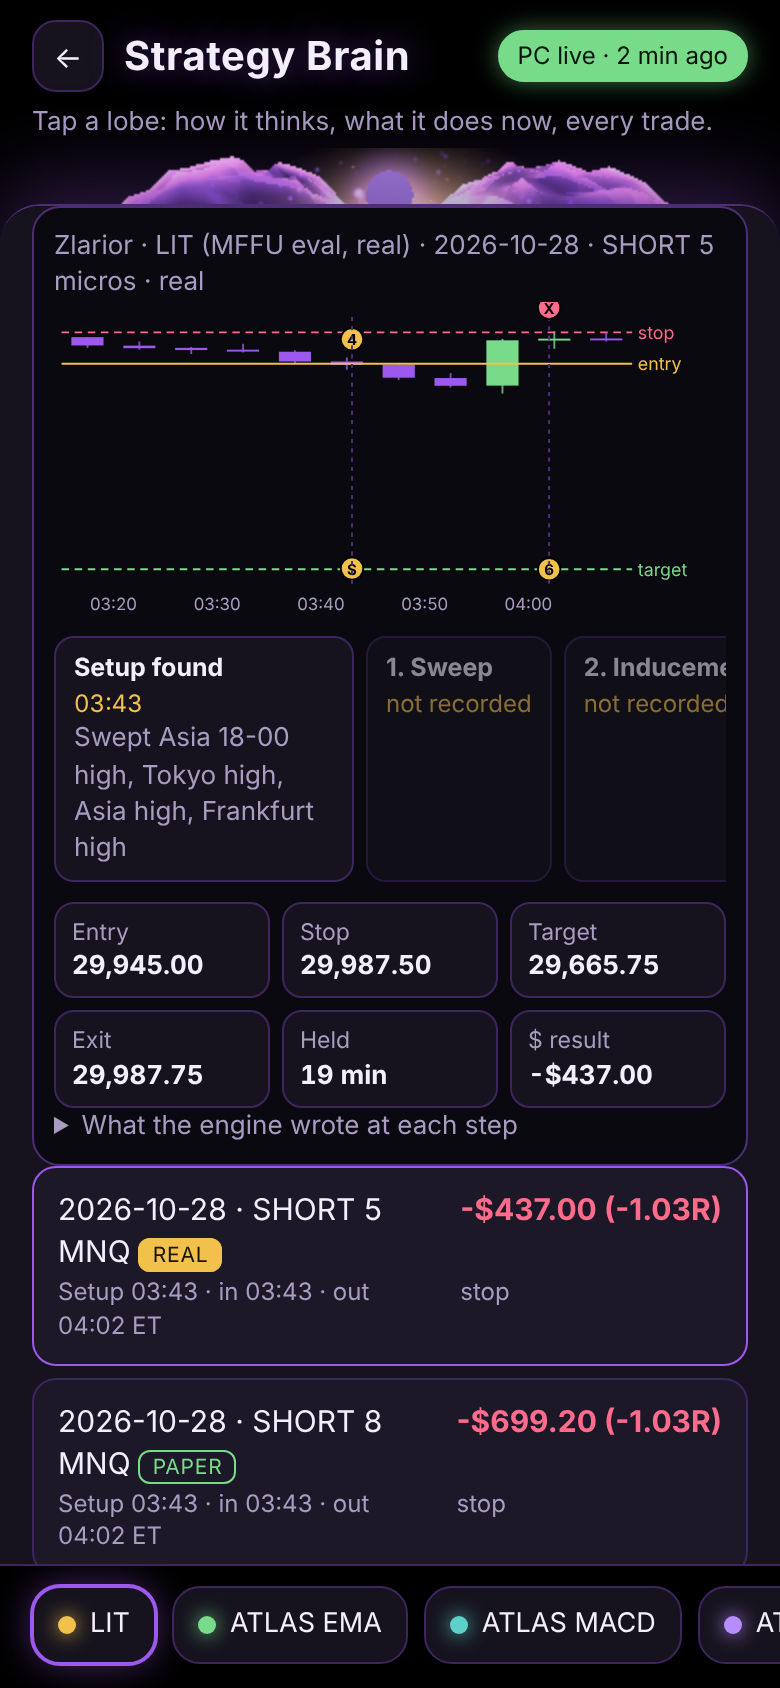 ←
Strategy Brain
PC live · 2 min ago
Tap a lobe: how it thinks, what it does now, every trade.
Zlarior · LIT (MFFU eval, real) · 2026-10-28 · SHORT 5
micros · real
X
stop
4
entry
$
6
target
03:20 03:30 03:40 03:50 04:00
Setup found
03:43
Swept Asia 18-00
high, Tokyo high,
Asia high, Frankfurt
high
1. Sweep
not recorded
2. Induceme
not recorded
Entry
29,945.00
Stop
29,987.50
Target
29,665.75
Exit
29,987.75
Held
19 min
$ result
-$437.00
▶ What the engine wrote at each step
2026-10-28 · SHORT 5
MNQ REAL
-$437.00 (-1.03R)
Setup 03:43 · in 03:43 · out
04:02 ET
stop
2026-10-28 · SHORT 8
MNQ PAPER
-$699.20 (-1.03R)
Setup 03:43 · in 03:43 · out
04:02 ET
stop
LIT
ATLAS EMA
ATLAS MACD
AT